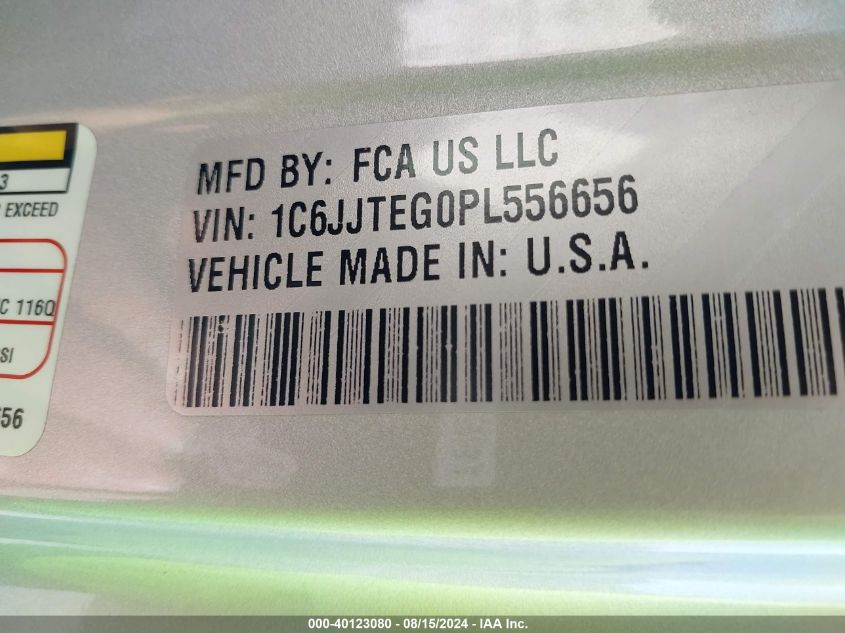 MFD BY: FCA US LLC
VIN: 1C6JJTEG0PL556656
VEHICLE MADE IN: U.S.A.
3
EXCEED
C 116Q
SI
56
000-40123080 - 08/15/2024 - IAA Inc.